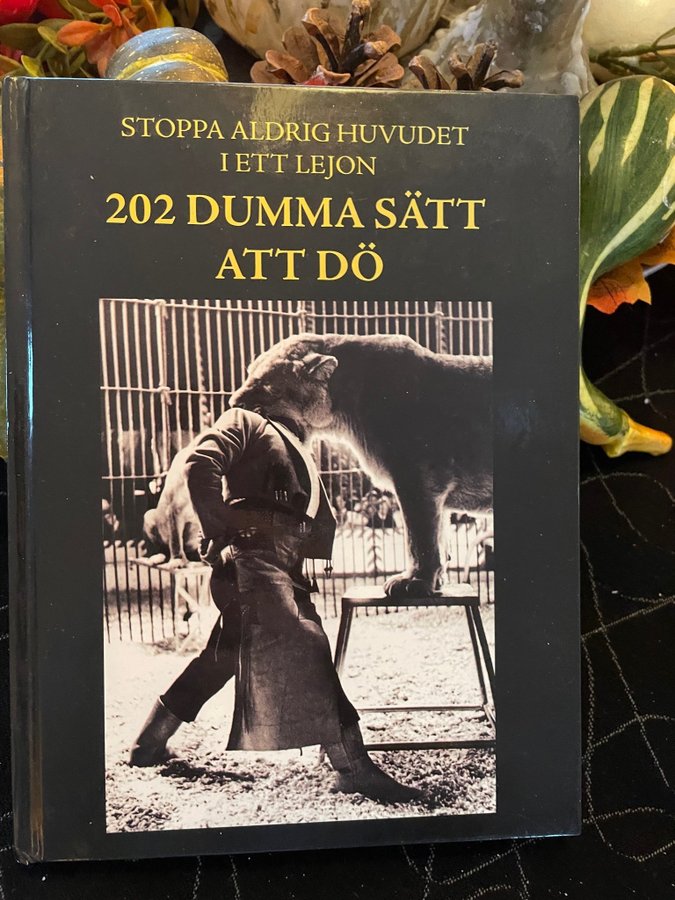 STOPPA ALDRIG HUVUDET
I ETT LEJON
202 DUMMA SÄTT
ATT DÖ